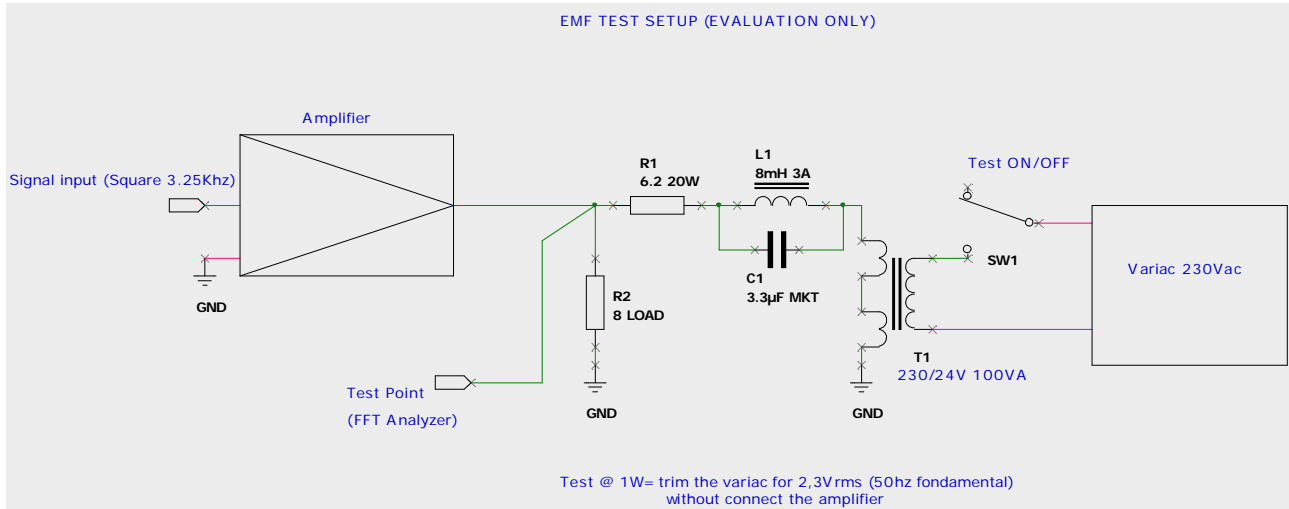 EMF TEST SETUP (EVALUATION ONLY)
Amplifier
Signal input (Square 3.25Khz)
GND
R1
6.2 20W
L1
8mH 3A
C1
3.3µF MKT
Test ON/OFF
SW1
Variac 230Vac
R2
8 LOAD
GND
Test Point
(FFT Analyzer)
T1
230/24V 100VA
GND
Test @ 1W= trim the variac for 2,3Vrms (50hz fondamental)
without connect the amplifier